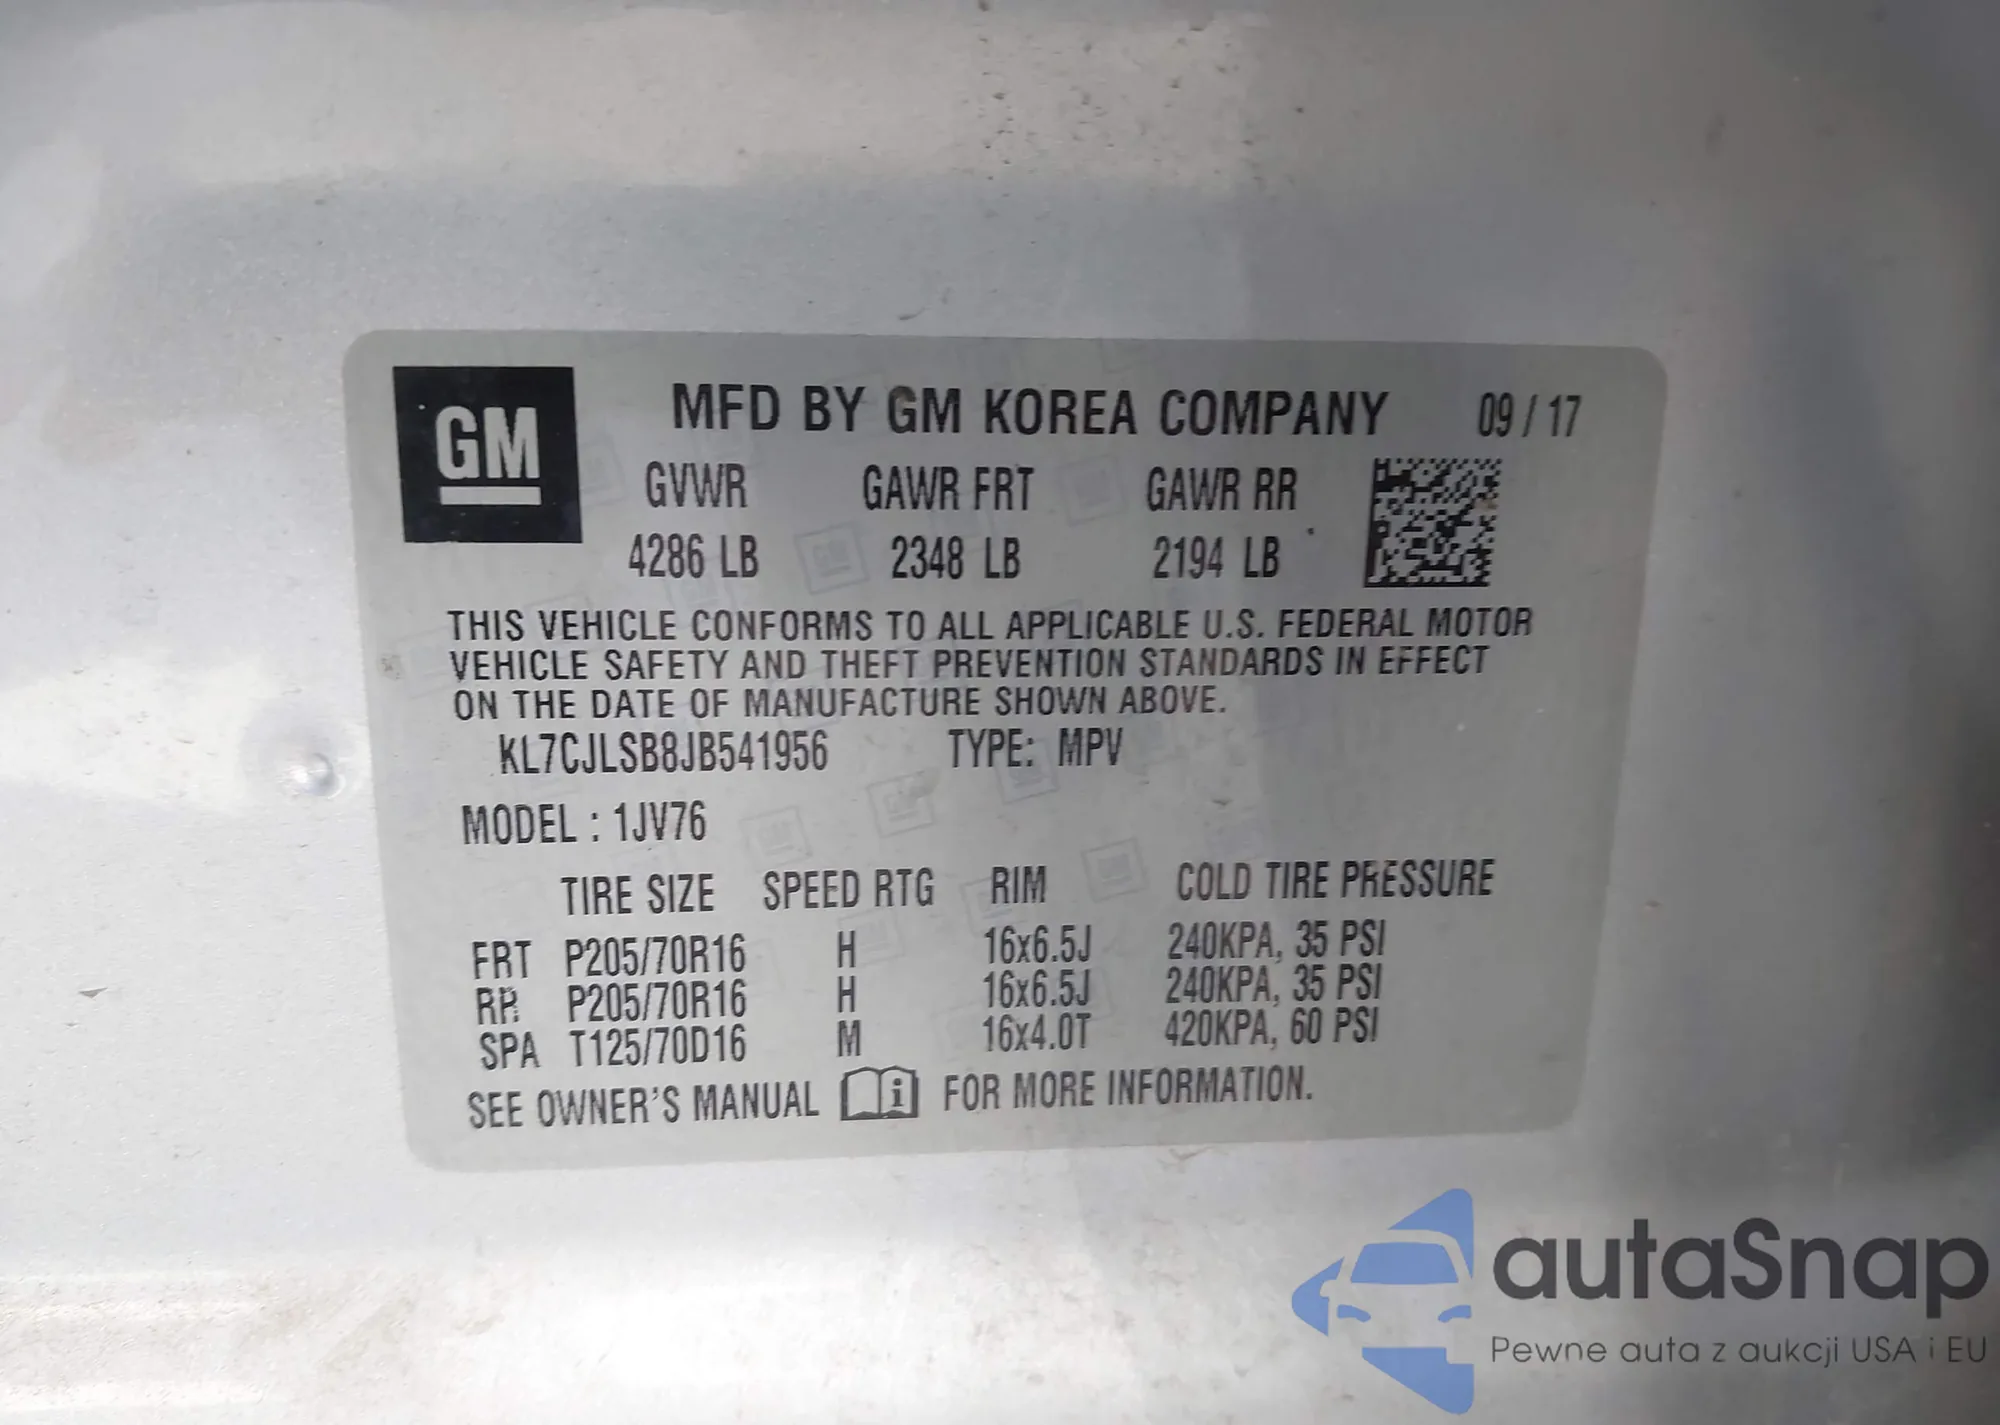 GM
MFD BY GM KOREA COMPANY 09 / 17
GVWR GAWR FRT GAWR RR
4286 LB 2348 LB 2194 LB
THIS VEHICLE CONFORMS TO ALL APPLICABLE U.S. FEDERAL MOTOR
VEHICLE SAFETY AND THEFT PREVENTION STANDARDS IN EFFECT
ON THE DATE OF MANUFACTURE SHOWN ABOVE.
KL7CJLSB8JB541956 TYPE: MPV
MODEL : 1JV76
TIRE SIZE SPEED RTG RIM COLD TIRE PRESSURE
FRT P205/70R16 H 16x6.5J 240KPA, 35 PSI
RR P205/70R16 H 16x6.5J 240KPA, 35 PSI
SPA T125/70D16 M 16x4.0T 420KPA, 60 PSI
SEE OWNER'S MANUAL i FOR MORE INFORMATION.
autaSnap
Pewne auta z aukcji USA i EU